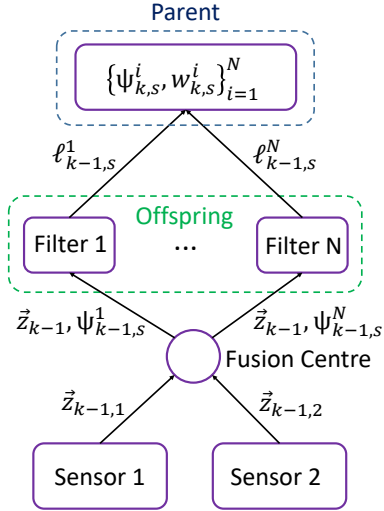 Parent
{ψ^i_{k,s}, w^i_{k,s}}^N_{i=1}
ℓ^1_{k−1,s} ℓ^N_{k−1,s}
Offspring
Filter 1 ... Filter N
z⃗_{k−1}, ψ^1_{k−1,s} z⃗_{k−1}, ψ^N_{k−1,s}
Fusion Centre
z⃗_{k−1,1} z⃗_{k−1,2}
Sensor 1 Sensor 2